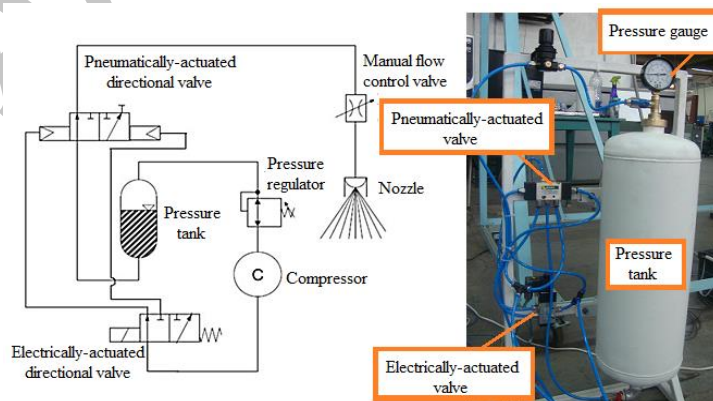 Pneumatically-actuated
directional valve
Manual flow
control valve
Pressure
regulator
Nozzle
Pressure
tank
C
Compressor
Electrically-actuated
directional valve
Pressure gauge
Pneumatically-actuated
valve
Pressure
tank
Electrically-actuated
valve